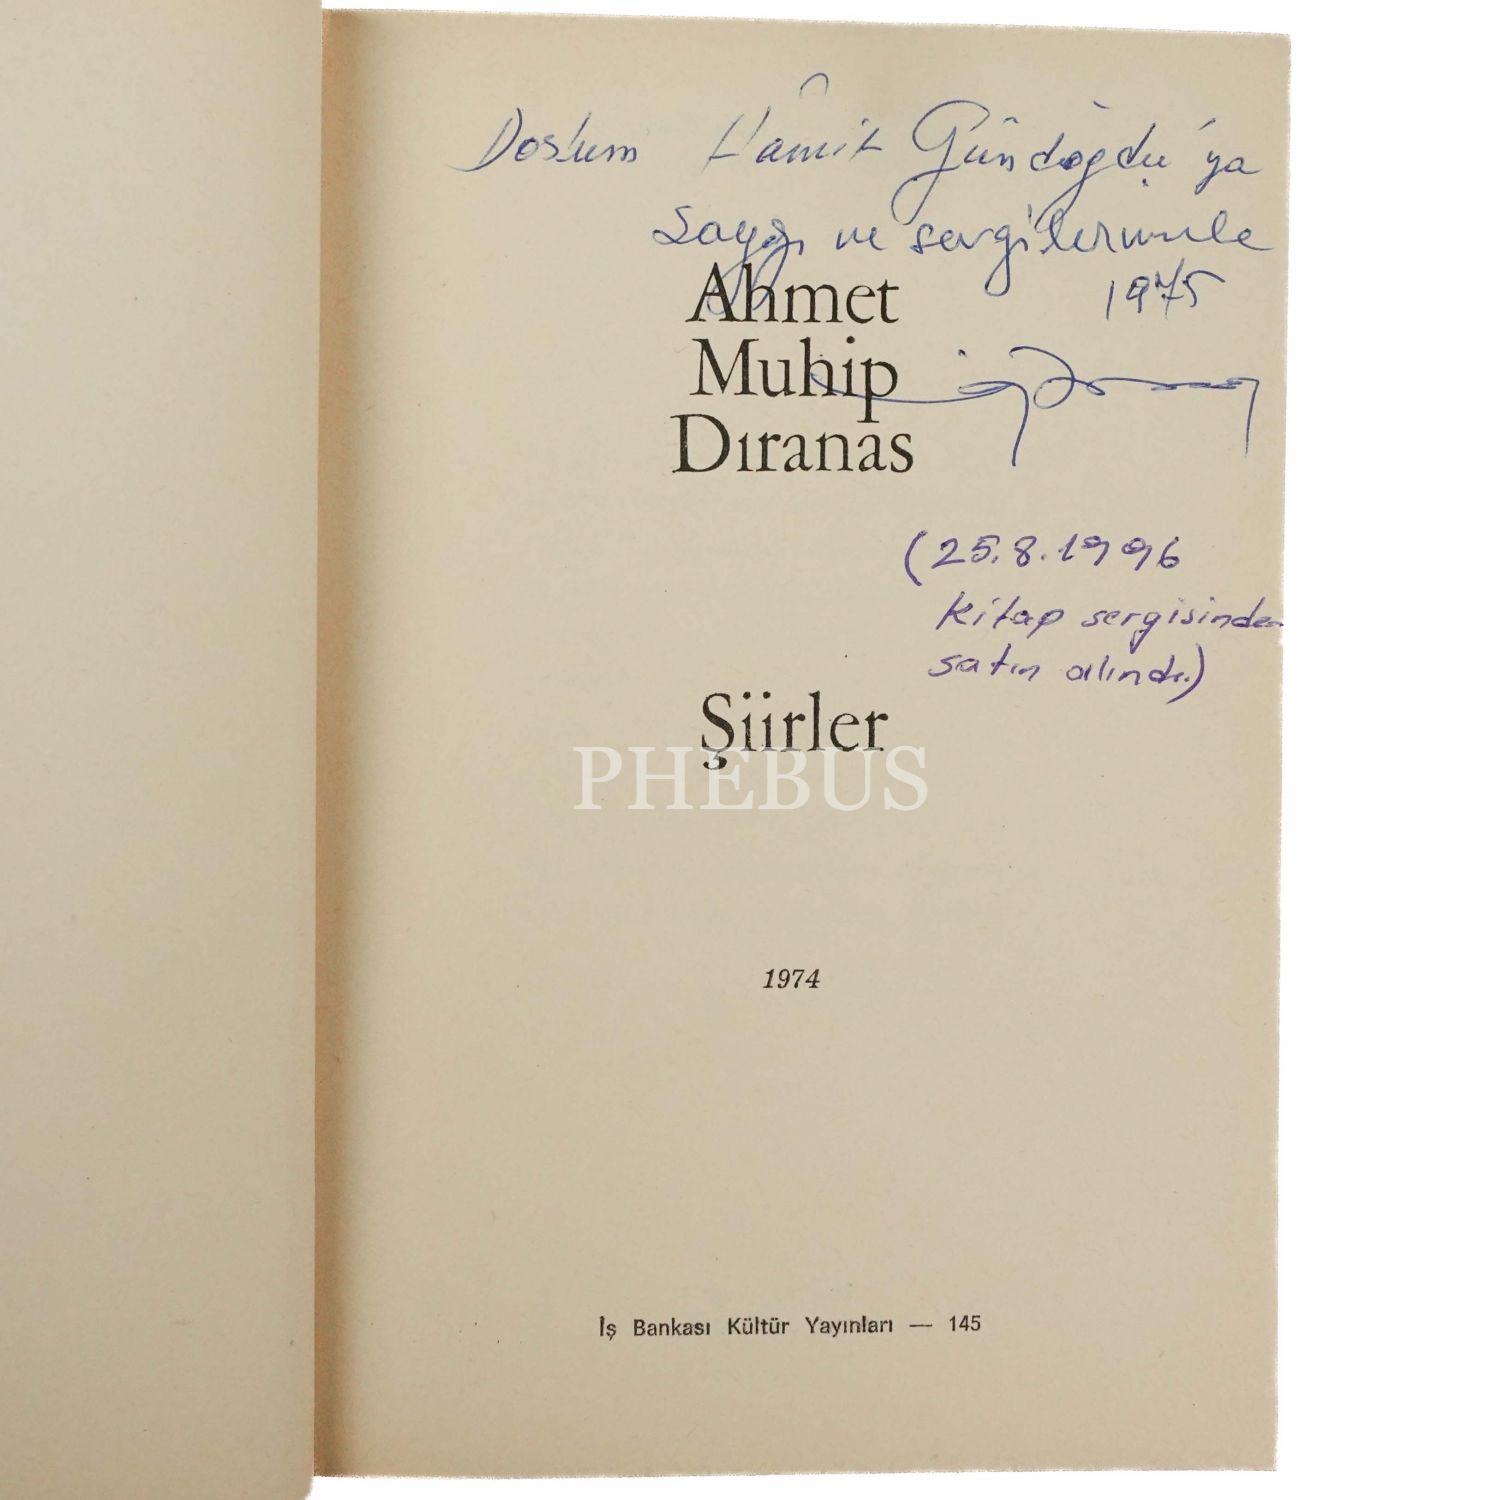 Dostum Hâmit Gündoğdu'ya
saygı ve sevgilerimle
1975
Ahmet
Muhip
Dıranas
(25.8.1996
kitap sergisinden
satın alındı.)
Şiirler
PHEBUS
1974
İş Bankası Kültür Yayınları — 145